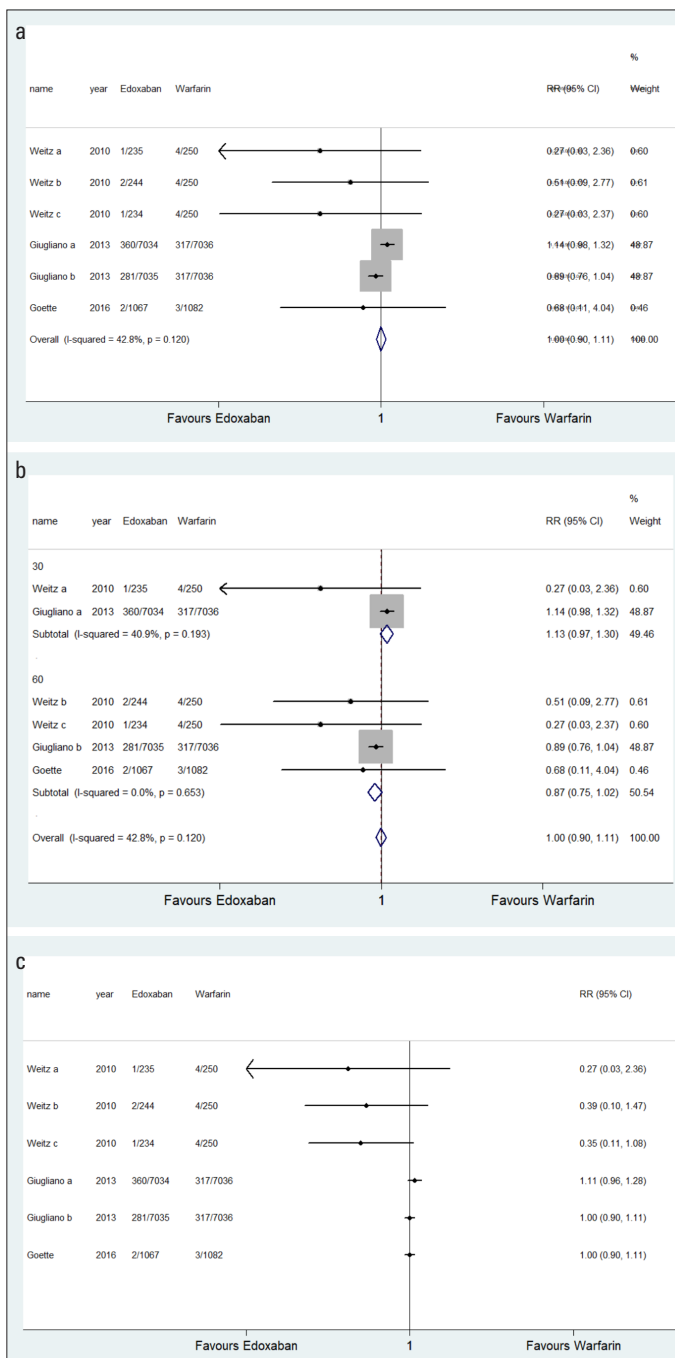 a
%
name year Edoxaban Warfarin RR (95% CI) Weight
Weitz a 2010 1/235 4/250 0.27 (0.03, 2.36) 0.60
Weitz b 2010 2/244 4/250 0.51 (0.09, 2.77) 0.61
Weitz c 2010 1/234 4/250 0.27 (0.03, 2.37) 0.60
Giugliano a 2013 360/7034 317/7036 1.14 (0.98, 1.32) 48.87
Giugliano b 2013 281/7035 317/7036 0.89 (0.76, 1.04) 48.87
Goette 2016 2/1067 3/1082 0.68 (0.11, 4.04) 0.46
Overall (I-squared = 42.8%, p = 0.120) 1.00 (0.90, 1.11) 100.00
Favours Edoxaban 1 Favours Warfarin
b
%
name year Edoxaban Warfarin RR (95% CI) Weight
30
Weitz a 2010 1/235 4/250 0.27 (0.03, 2.36) 0.60
Giugliano a 2013 360/7034 317/7036 1.14 (0.98, 1.32) 48.87
Subtotal (I-squared = 40.9%, p = 0.193) 1.13 (0.97, 1.30) 49.46
.
60
Weitz b 2010 2/244 4/250 0.51 (0.09, 2.77) 0.61
Weitz c 2010 1/234 4/250 0.27 (0.03, 2.37) 0.60
Giugliano b 2013 281/7035 317/7036 0.89 (0.76, 1.04) 48.87
Goette 2016 2/1067 3/1082 0.68 (0.11, 4.04) 0.46
Subtotal (I-squared = 0.0%, p = 0.653) 0.87 (0.75, 1.02) 50.54
.
Overall (I-squared = 42.8%, p = 0.120) 1.00 (0.90, 1.11) 100.00
Favours Edoxaban 1 Favours Warfarin
c
name year Edoxaban Warfarin RR (95% CI)
Weitz a 2010 1/235 4/250 0.27 (0.03, 2.36)
Weitz b 2010 2/244 4/250 0.39 (0.10, 1.47)
Weitz c 2010 1/234 4/250 0.35 (0.11, 1.08)
Giugliano a 2013 360/7034 317/7036 1.11 (0.96, 1.28)
Giugliano b 2013 281/7035 317/7036 1.00 (0.90, 1.11)
Goette 2016 2/1067 3/1082 1.00 (0.90, 1.11)
Favours Edoxaban 1 Favours Warfarin